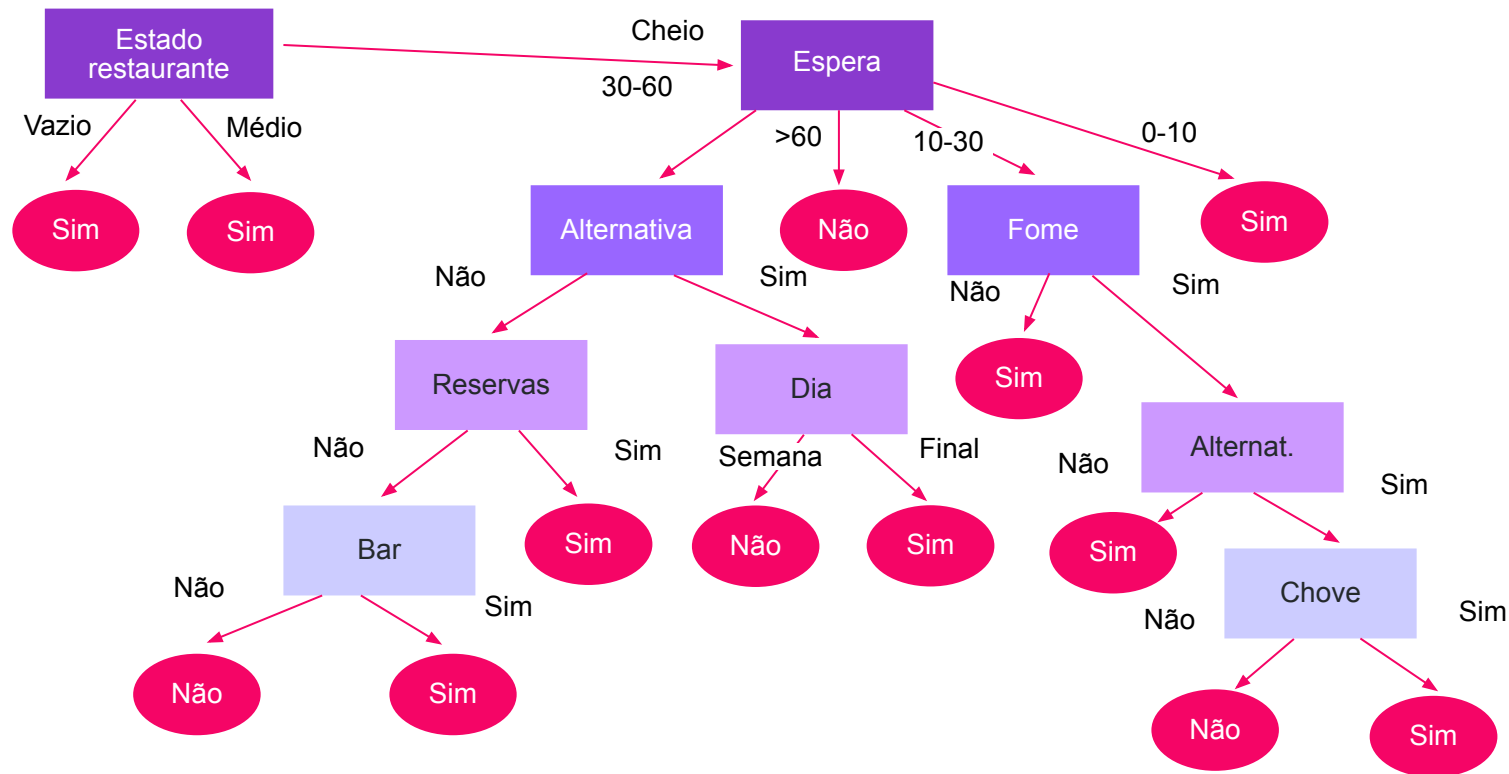 Estado
restaurante
Cheio
Espera
30-60
Vazio
Médio
>60
10-30
0-10
Sim
Sim
Alternativa
Não
Fome
Sim
Não
Sim
Não
Sim
Reservas
Dia
Sim
Não
Sim
Semana
Final
Alternat.
Não
Sim
Bar
Sim
Não
Sim
Sim
Não
Sim
Chove
Não
Sim
Não
Sim
Não
Sim